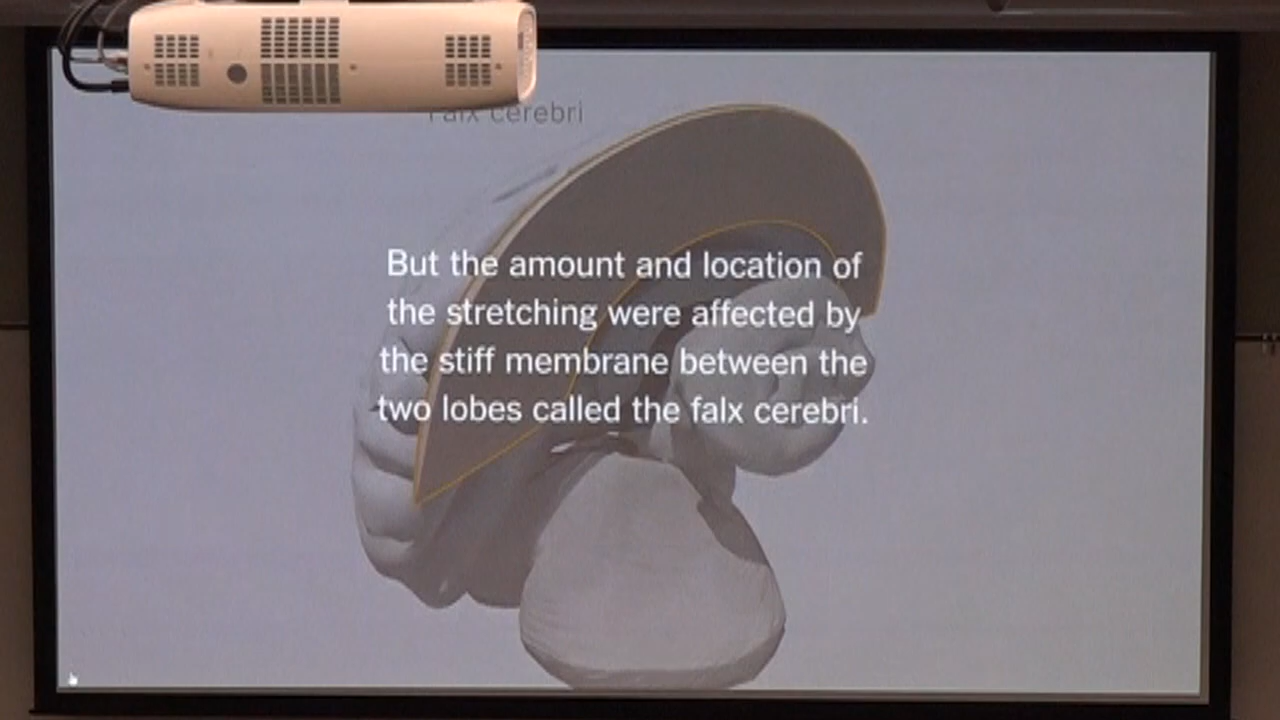 Falx cerebri
But the amount and location of
the stretching were affected by
the stiff membrane between the
two lobes called the falx cerebri.